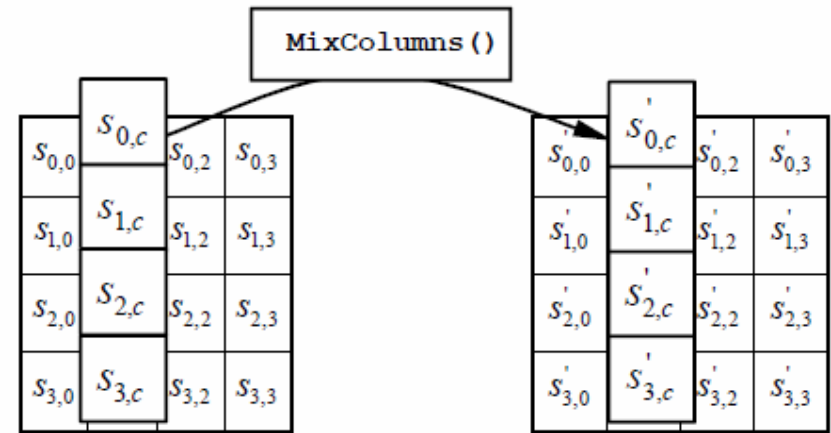 MixColumns()
s0,0 s0,c s0,2 s0,3
s1,0 s1,c s1,2 s1,3
s2,0 s2,c s2,2 s2,3
s3,0 s3,c s3,2 s3,3
s'0,0 s'0,c s'0,2 s'0,3
s'1,0 s'1,c s'1,2 s'1,3
s'2,0 s'2,c s'2,2 s'2,3
s'3,0 s'3,c s'3,2 s'3,3